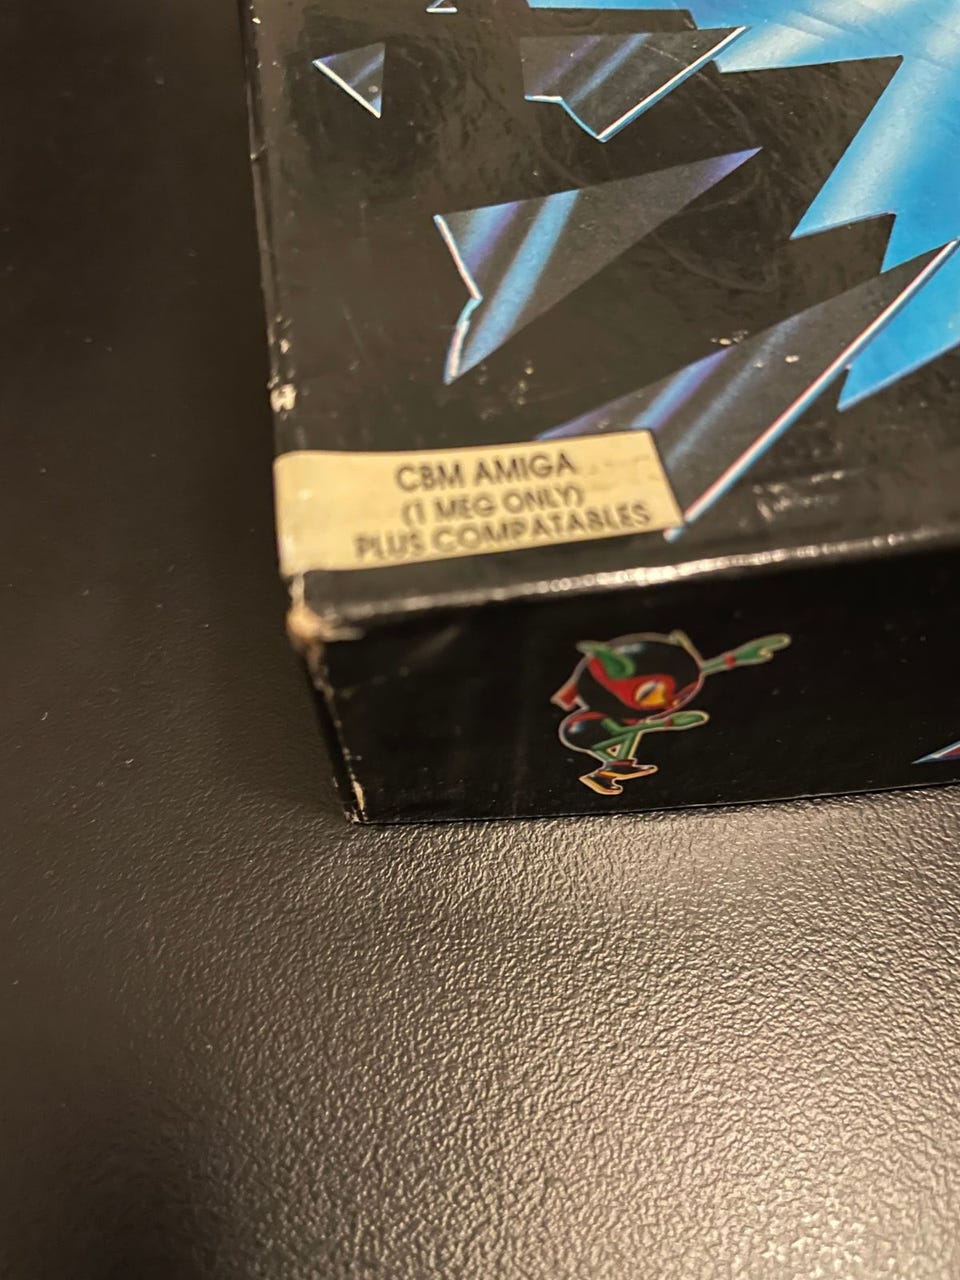 CBM AMIGA
(1 MEG ONLY)
PLUS COMPATABLES